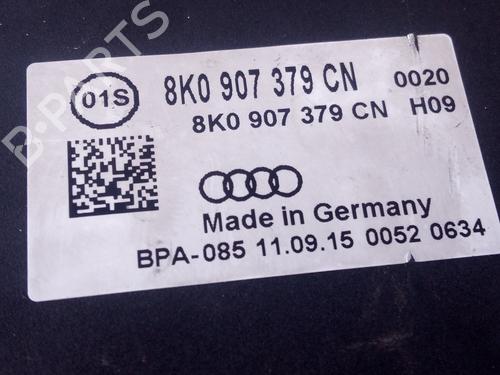 B-PARTS
01S 8K0 907 379 CN 0020
8K0 907 379 CN H09
Made in Germany
BPA-085 11.09.15 0052 0634